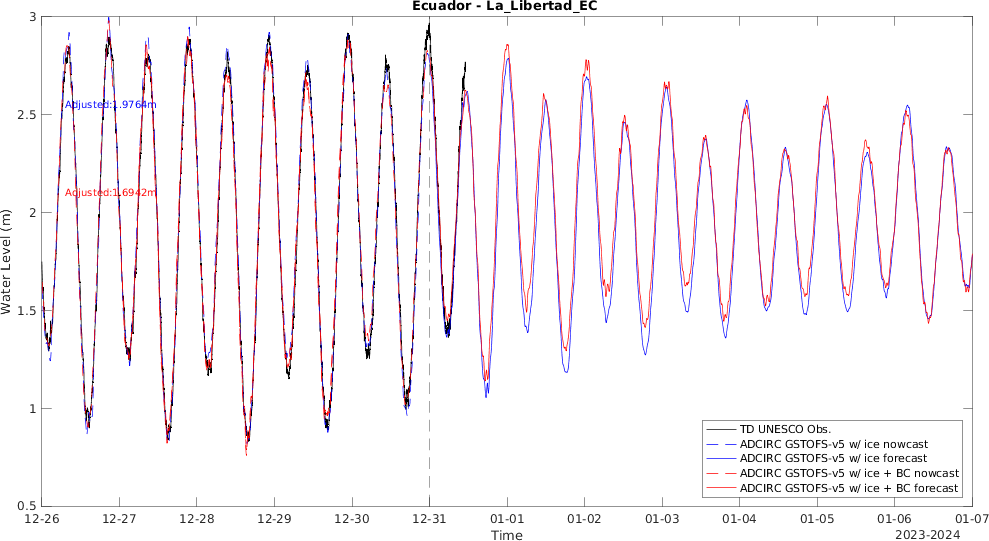 Ecuador - La_Libertad_EC
Water Level (m)
3
2.5
2
1.5
1
0.5
Adjusted:1.9764m
Adjusted:1.6942m
TD UNESCO Obs.
ADCIRC GSTOFS-v5 w/ ice nowcast
ADCIRC GSTOFS-v5 w/ ice forecast
ADCIRC GSTOFS-v5 w/ ice + BC nowcast
ADCIRC GSTOFS-v5 w/ ice + BC forecast
12-26 12-27 12-28 12-29 12-30 12-31 01-01 01-02 01-03 01-04 01-05 01-06 01-07
Time
2023-2024